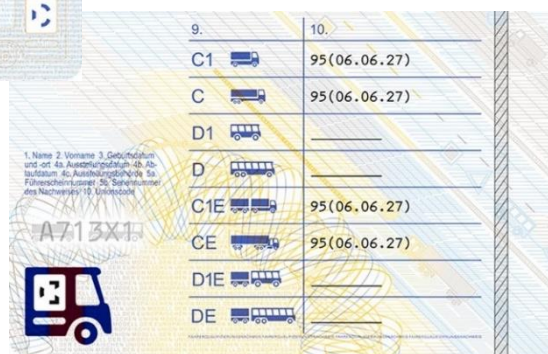 9. 10.
C1 95(06.06.27)
C 95(06.06.27)
D1
D
C1E 95(06.06.27)
CE 95(06.06.27)
D1E
DE
1. Name 2. Vorname 3. Geburtsdatum
und -ort 4a. Ausstellungsdatum 4b. Ab-
laufdatum 4c. Ausstellungsbehörde 5a.
Führerscheinnummer 5b. Seriennummer
des Nachweises 10. Unionscode
A713X1